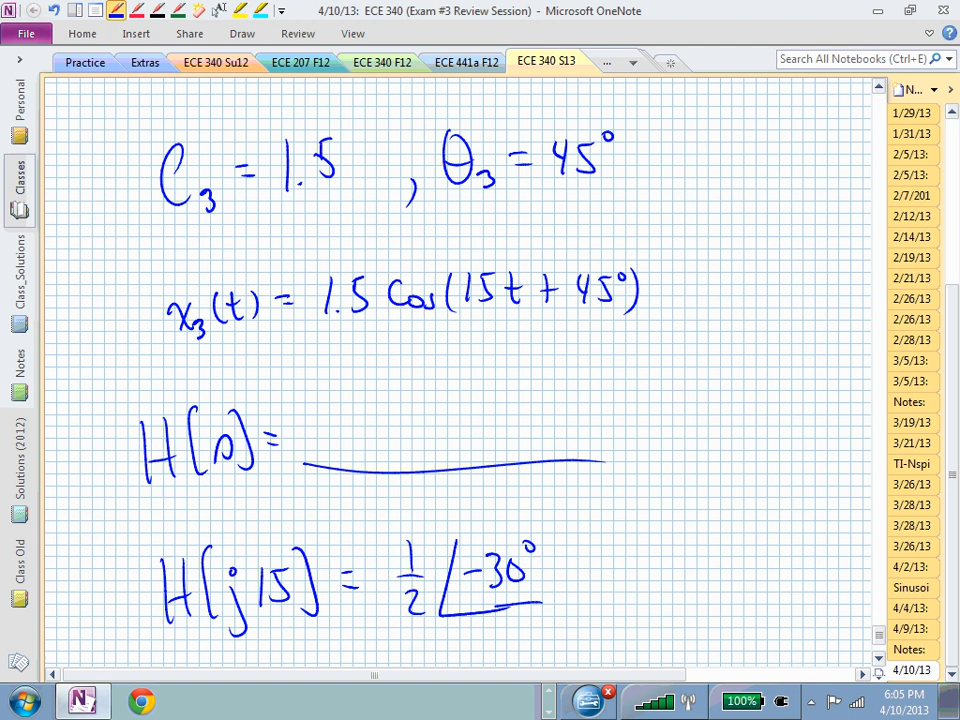 4/10/13: ECE 340 (Exam #3 Review Session) - Microsoft OneNote
File Home Insert Share Draw Review View
Practice Extras ECE 340 Su12 ECE 207 F12 ECE 340 F12 ECE 441a F12 ECE 340 S13 ... Search All Notebooks (Ctrl+E)
Personal
Classes
Class_Solutions
Notes
Solutions (2012)
Class Old
C₃ = 1.5 , θ₃ = 45°
x₃(t) = 1.5 cos(15t + 45°)
H(s) =
H(j15) = 1/2 ∠-30°
N...
1/29/13
1/31/13
2/5/13:
2/5/13:
2/7/201
2/12/13
2/14/13
2/19/13
2/21/13
2/26/13
2/26/13
2/28/13
3/5/13:
3/5/13:
Notes:
3/19/13
3/21/13
TI-Nspi
3/26/13
3/28/13
3/28/13
3/26/13
4/2/13:
Sinusoi
4/4/13:
4/9/13:
Notes:
4/10/13
100%
6:05 PM
4/10/2013